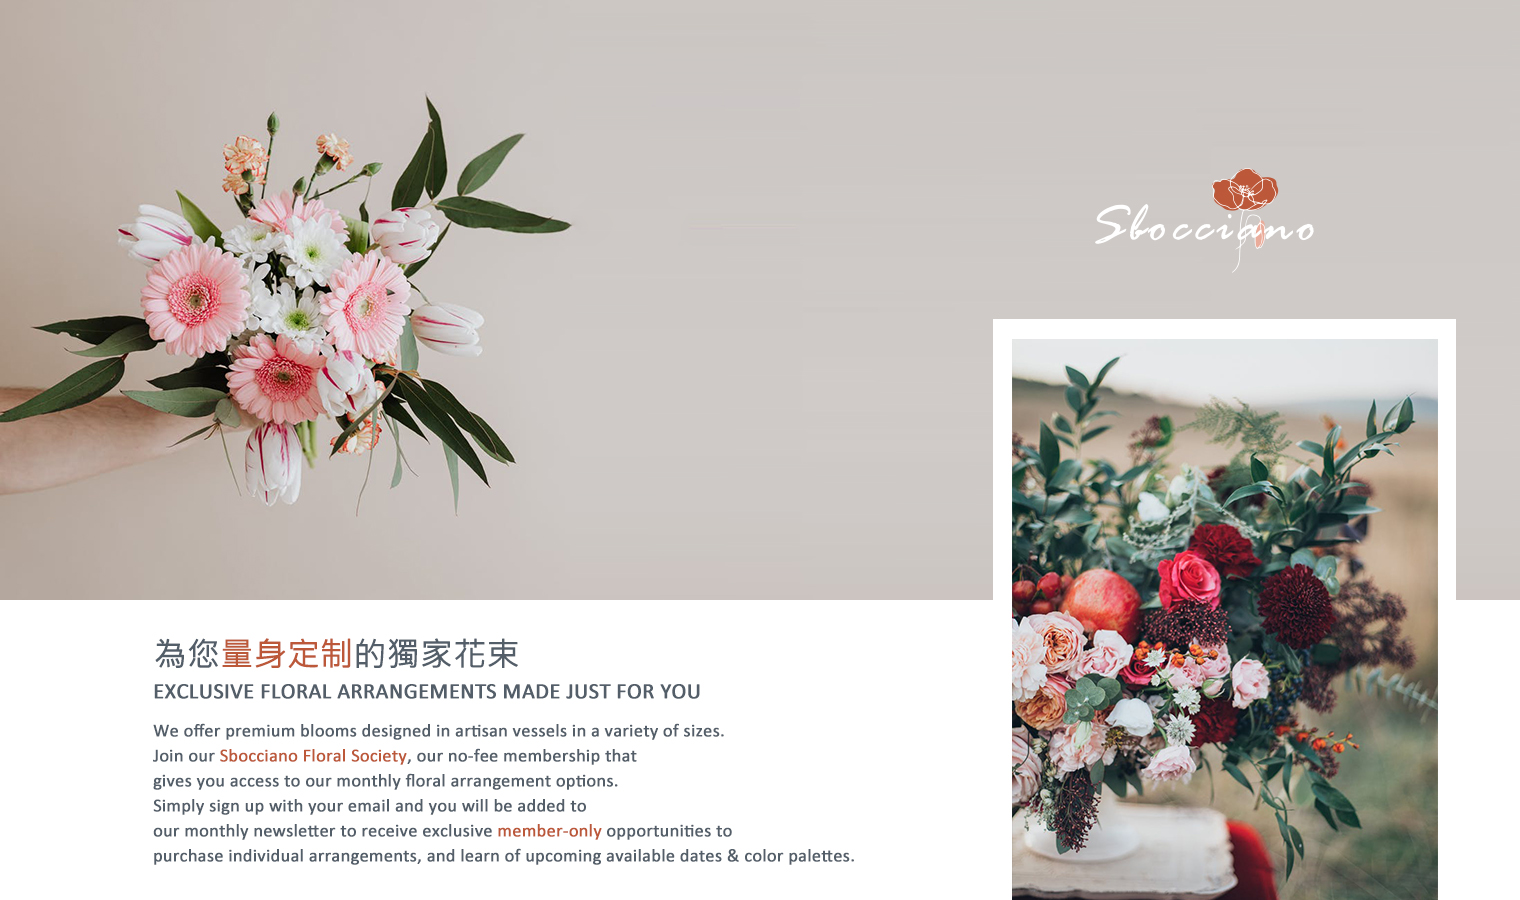 Sbocciano
為您量身定制的獨家花束
EXCLUSIVE FLORAL ARRANGEMENTS MADE JUST FOR YOU
We offer premium blooms designed in artisan vessels in a variety of sizes.
Join our Sbocciano Floral Society, our no-fee membership that
gives you access to our monthly floral arrangement options.
Simply sign up with your email and you will be added to
our monthly newsletter to receive exclusive member-only opportunities to
purchase individual arrangements, and learn of upcoming available dates & color palettes.